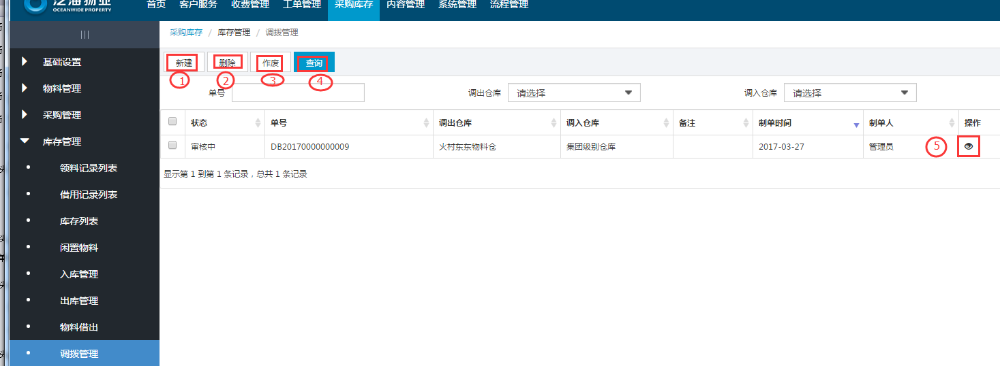 泛海物业
OCEANWIDE PROPERTY
首页 客户服务 收费管理 工单管理 采购库存 内容管理 系统管理 流程管理
采购库存 / 库存管理 / 调拨管理
新建 删除 作废 查询
1 2 3 4
单号 调出仓库 请选择 调入仓库 请选择
状态 单号 调出仓库 调入仓库 备注 制单时间 制单人 操作
审核中 DB20170000000009 火村东东物料仓 集团级别仓库 2017-03-27 管理员 5
显示第 1 到第 1 条记录，总共 1 条记录
基础设置
物料管理
采购管理
库存管理
领料记录列表
借用记录列表
库存列表
闲置物料
入库管理
出库管理
物料借出
调拨管理